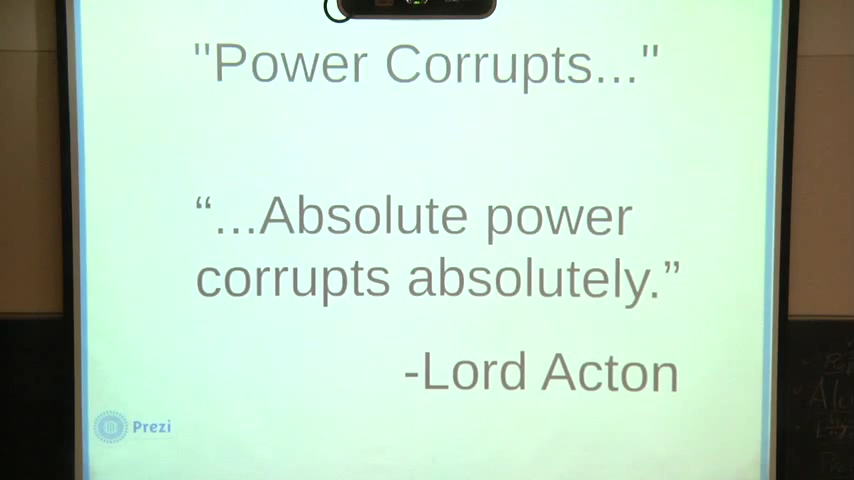 "Power Corrupts..."
“...Absolute power
corrupts absolutely.”
-Lord Acton
Prezi